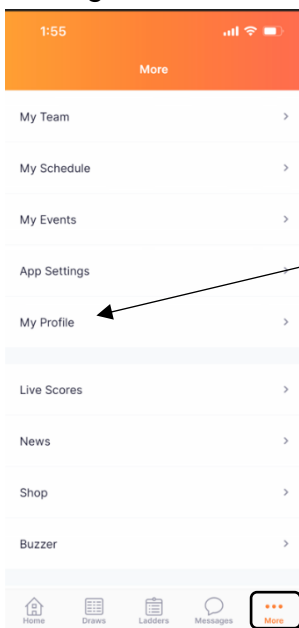 1:55
More
My Team
My Schedule
My Events
App Settings
My Profile
Live Scores
News
Shop
Buzzer
Home Draws Ladders Messages More